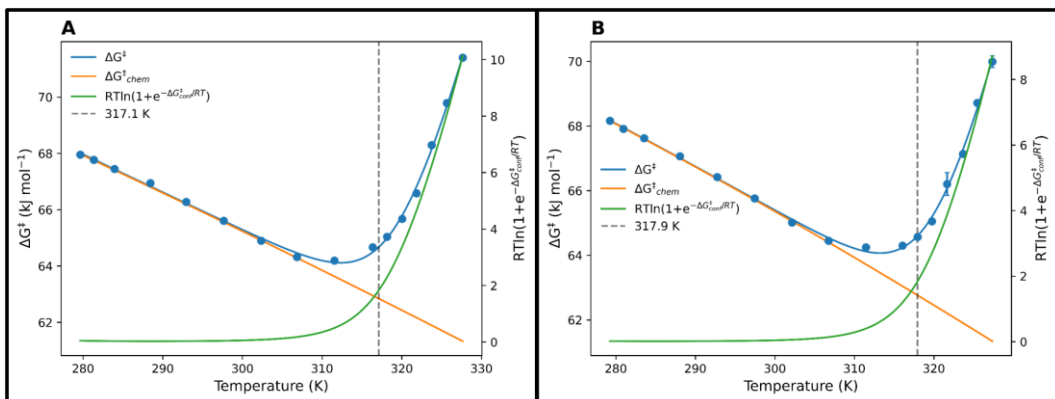 A
ΔG‡
ΔG‡chem
RTln(1+e^−ΔG‡conf/RT)
317.1 K
ΔG‡ (kJ mol⁻¹)
70
68
66
64
62
10
8
6
4
2
0
RTln(1+e^−ΔG‡conf/RT)
280 290 300 310 320 330
Temperature (K)
B
ΔG‡
ΔG‡chem
RTln(1+e^−ΔG‡conf/RT)
317.9 K
ΔG‡ (kJ mol⁻¹)
70
68
66
64
62
8
6
4
2
0
RTln(1+e^−ΔG‡conf/RT)
280 290 300 310 320
Temperature (K)